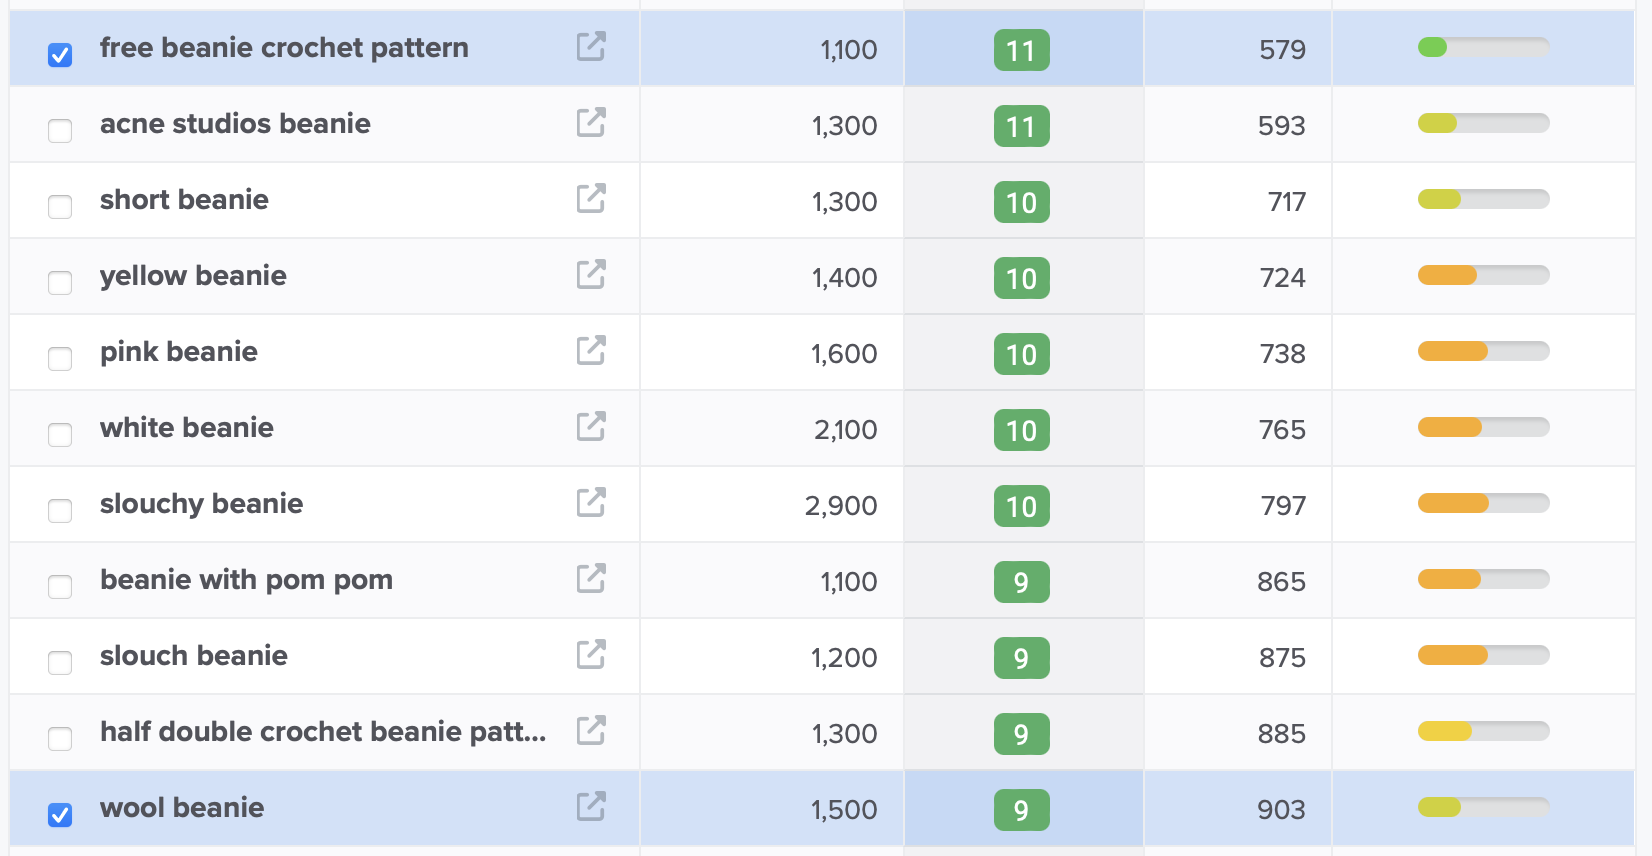 free beanie crochet pattern 1,100 11 579
acne studios beanie 1,300 11 593
short beanie 1,300 10 717
yellow beanie 1,400 10 724
pink beanie 1,600 10 738
white beanie 2,100 10 765
slouchy beanie 2,900 10 797
beanie with pom pom 1,100 9 865
slouch beanie 1,200 9 875
half double crochet beanie patt... 1,300 9 885
wool beanie 1,500 9 903